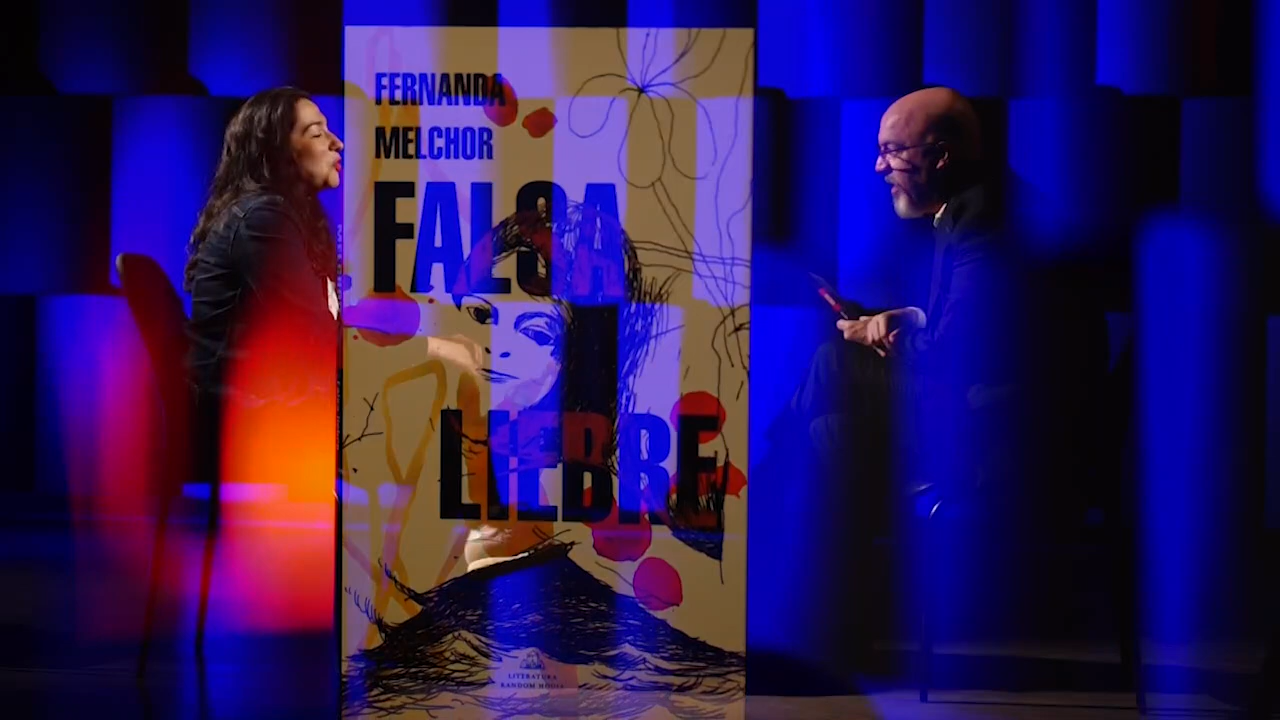 FERNANDA
MELCHOR
FALSA
LIEBRE
LITERATURA
RANDOM HOUSE